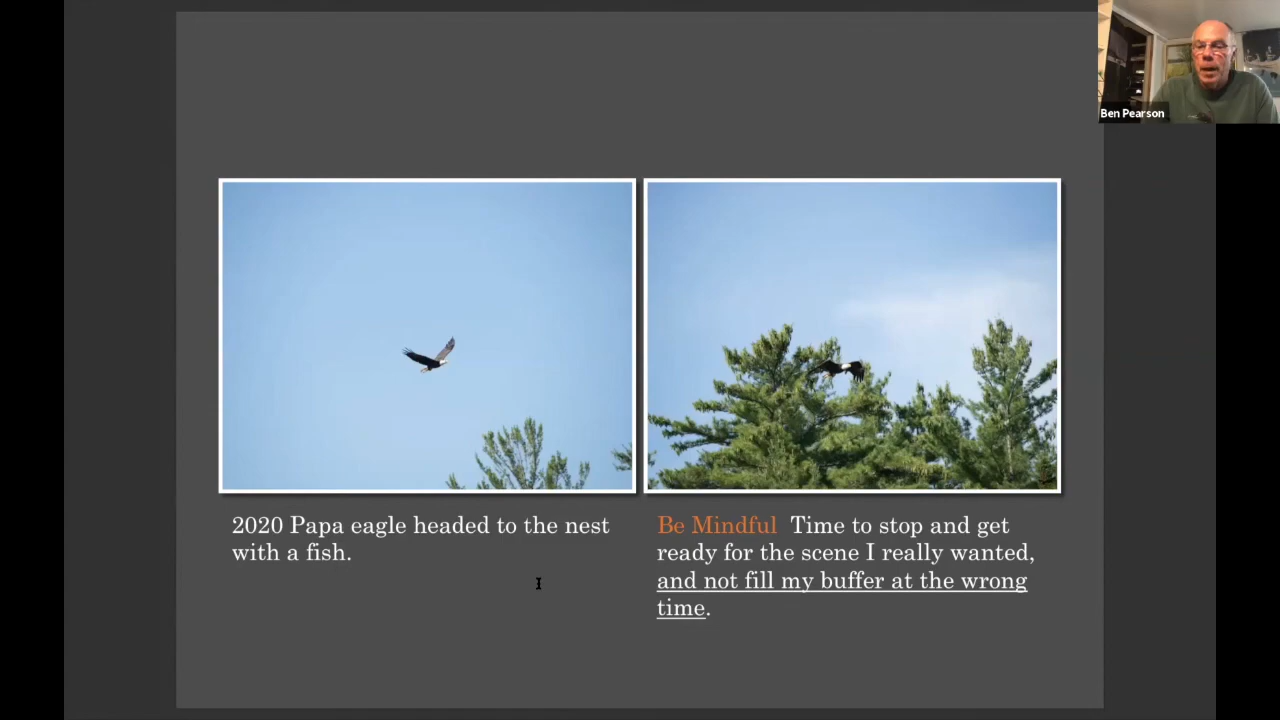 Ben Pearson
2020 Papa eagle headed to the nest
with a fish.
Be Mindful  Time to stop and get
ready for the scene I really wanted,
and not fill my buffer at the wrong
time.